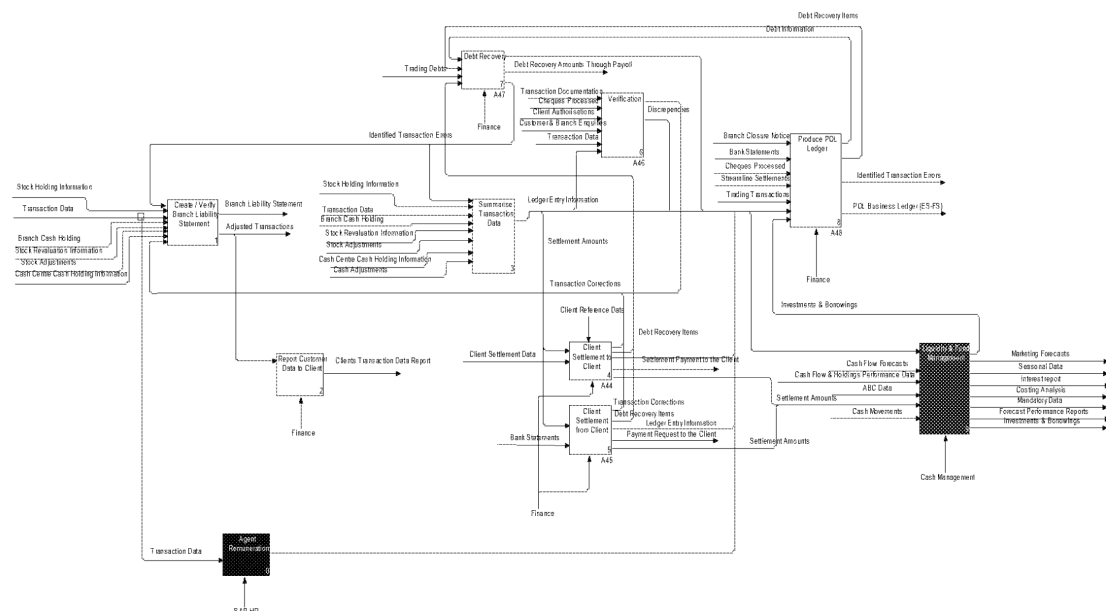 Debt Recovery Items
Debt Information
Debt Recovery
7
A47
Trading Debts
Debt Recovery Amounts Through Payroll
Finance
Transaction Documentation
Cheques Processed
Client Authorisations
Customer & Branch Enquiries
Transaction Data
Verification
6
A46
Discrepencies
Identified Transaction Errors
Branch Closure Notice
Bank Statements
Cheques Processed
Streamline Settlements
Trading Transactions
Produce POL
Ledger
8
A48
Identified Transaction Errors
POL Business Ledger (ES-FS)
Finance
Stock Holding Information
Transaction Data
Branch Cash Holding
Stock Revaluation Information
Stock Adjustments
Cash Centre Cash Holding Information
Create / Verify
Branch Liability
Statement
1
Branch Liability Statement
Adjusted Transactions
Stock Holding Information
Transaction Data
Branch Cash Holding
Stock Revaluation Information
Stock Adjustments
Cash Centre Cash Holding Information
Cash Adjustments
Summarise
Transaction
Data
3
Ledger Entry Information
Settlement Amounts
Transaction Corrections
Investments & Borrowings
Report Customer
Data to Client
2
Clients Transaction Data Report
Finance
Client Reference Data
Client Settlement Data
Client
Settlement to
Client
4
A44
Debt Recovery Items
Settlement Payment to the Client
Client
Settlement
from Client
5
A45
Bank Statements
Transaction Corrections
Debt Recovery Items
Ledger Entry Information
Payment Request to the Client
Settlement Amounts
Finance
Cash Flow Forecasts
Cash Flow & Holdings Performance Data
ABC Data
Settlement Amounts
Cash Movements
Management
Cash Management
Marketing Forecasts
Seasonal Data
Interest report
Costing Analysis
Mandatory Data
Forecast Performance Reports
Investments & Borrowings
Transaction Data
Agent
Remuneration